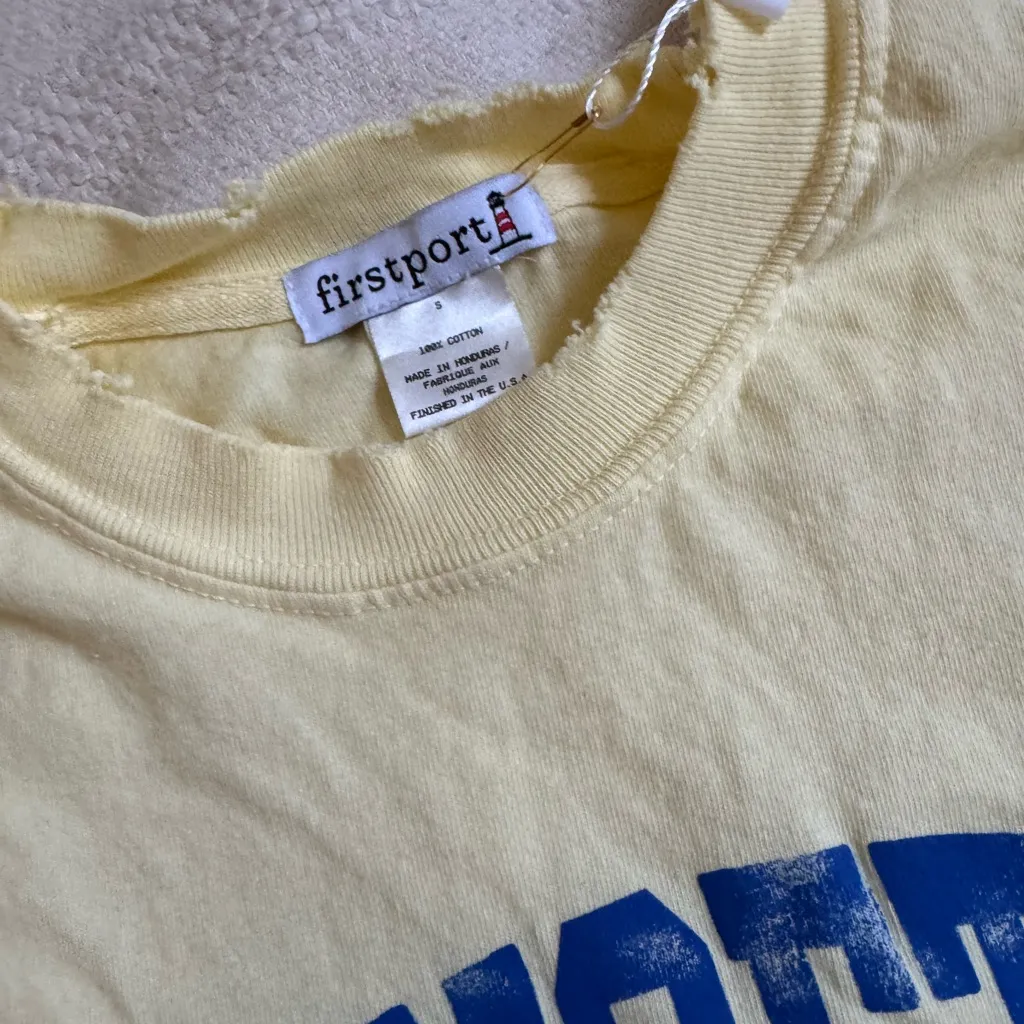 firstport
S
100% COTTON
MADE IN HONDURAS /
FABRIQUE AUX
HONDURAS
FINISHED IN THE U.S.A